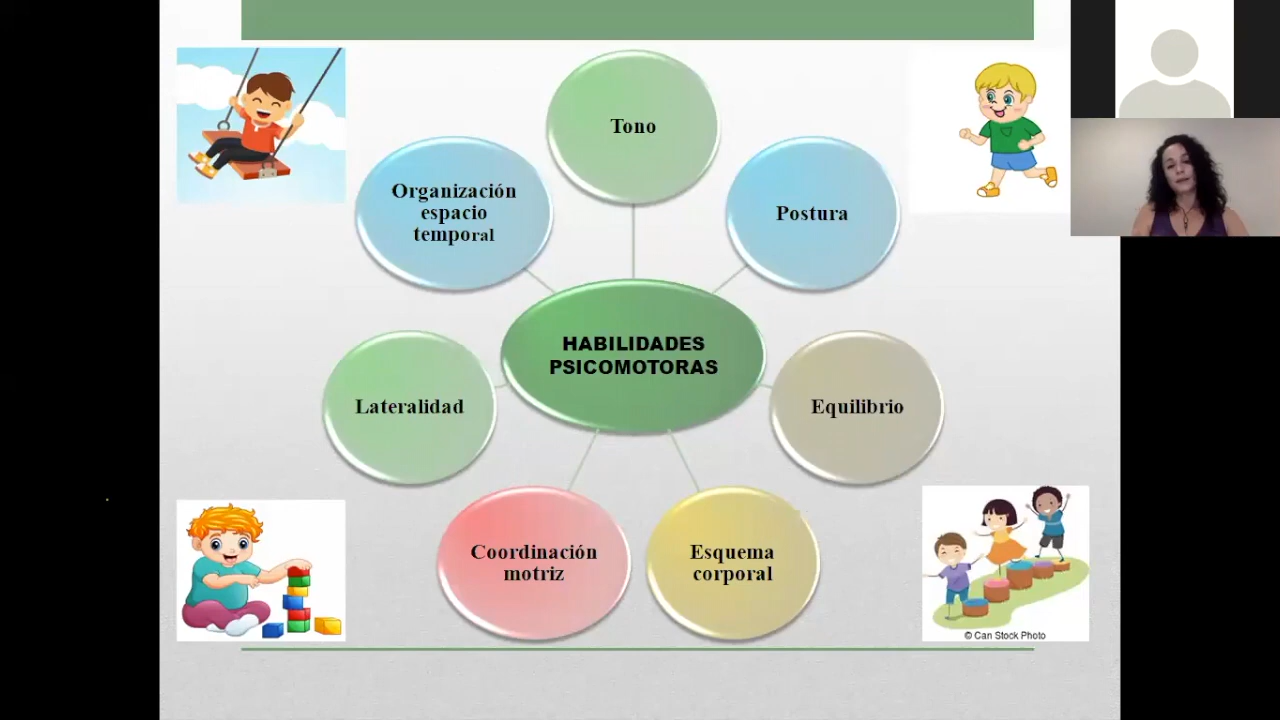 Tono
Organización
espacio
temporal
Postura
HABILIDADES
PSICOMOTORAS
Lateralidad
Equilibrio
Coordinación
motriz
Esquema
corporal
© Can Stock Photo